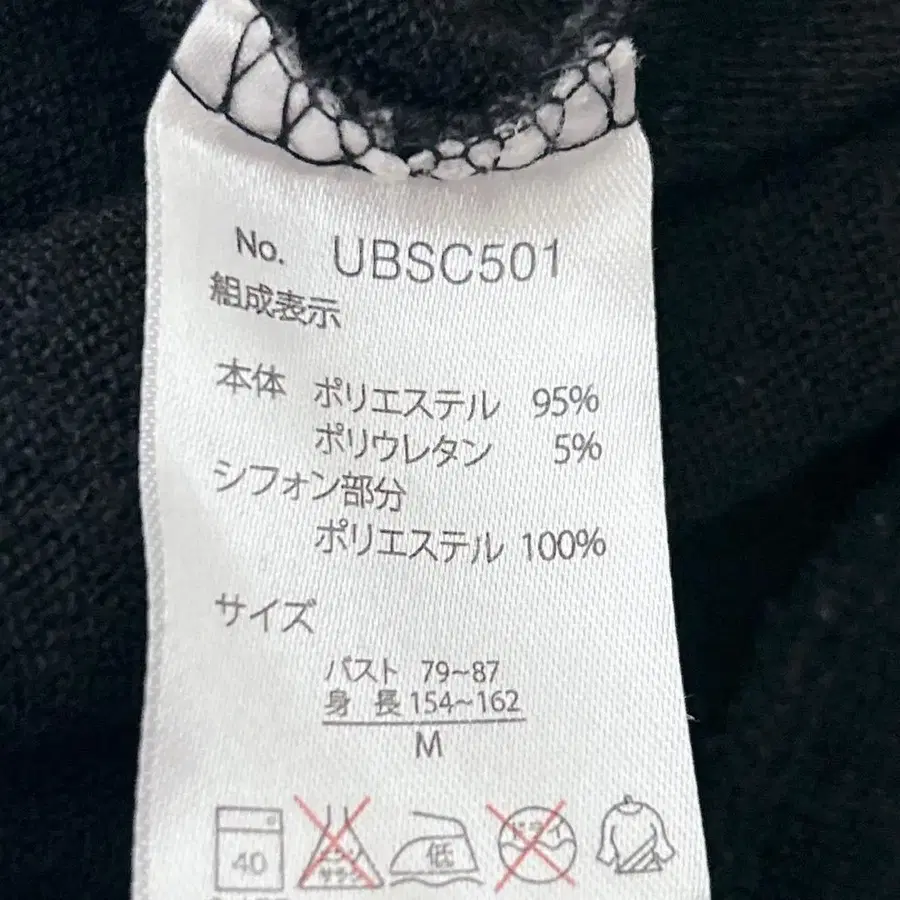 No. UBSC501
組成表示
本体 ポリエステル 95%
ポリウレタン 5%
シフォン部分
ポリエステル 100%
サイズ
バスト 79~87
身 長 154~162
M
40 低